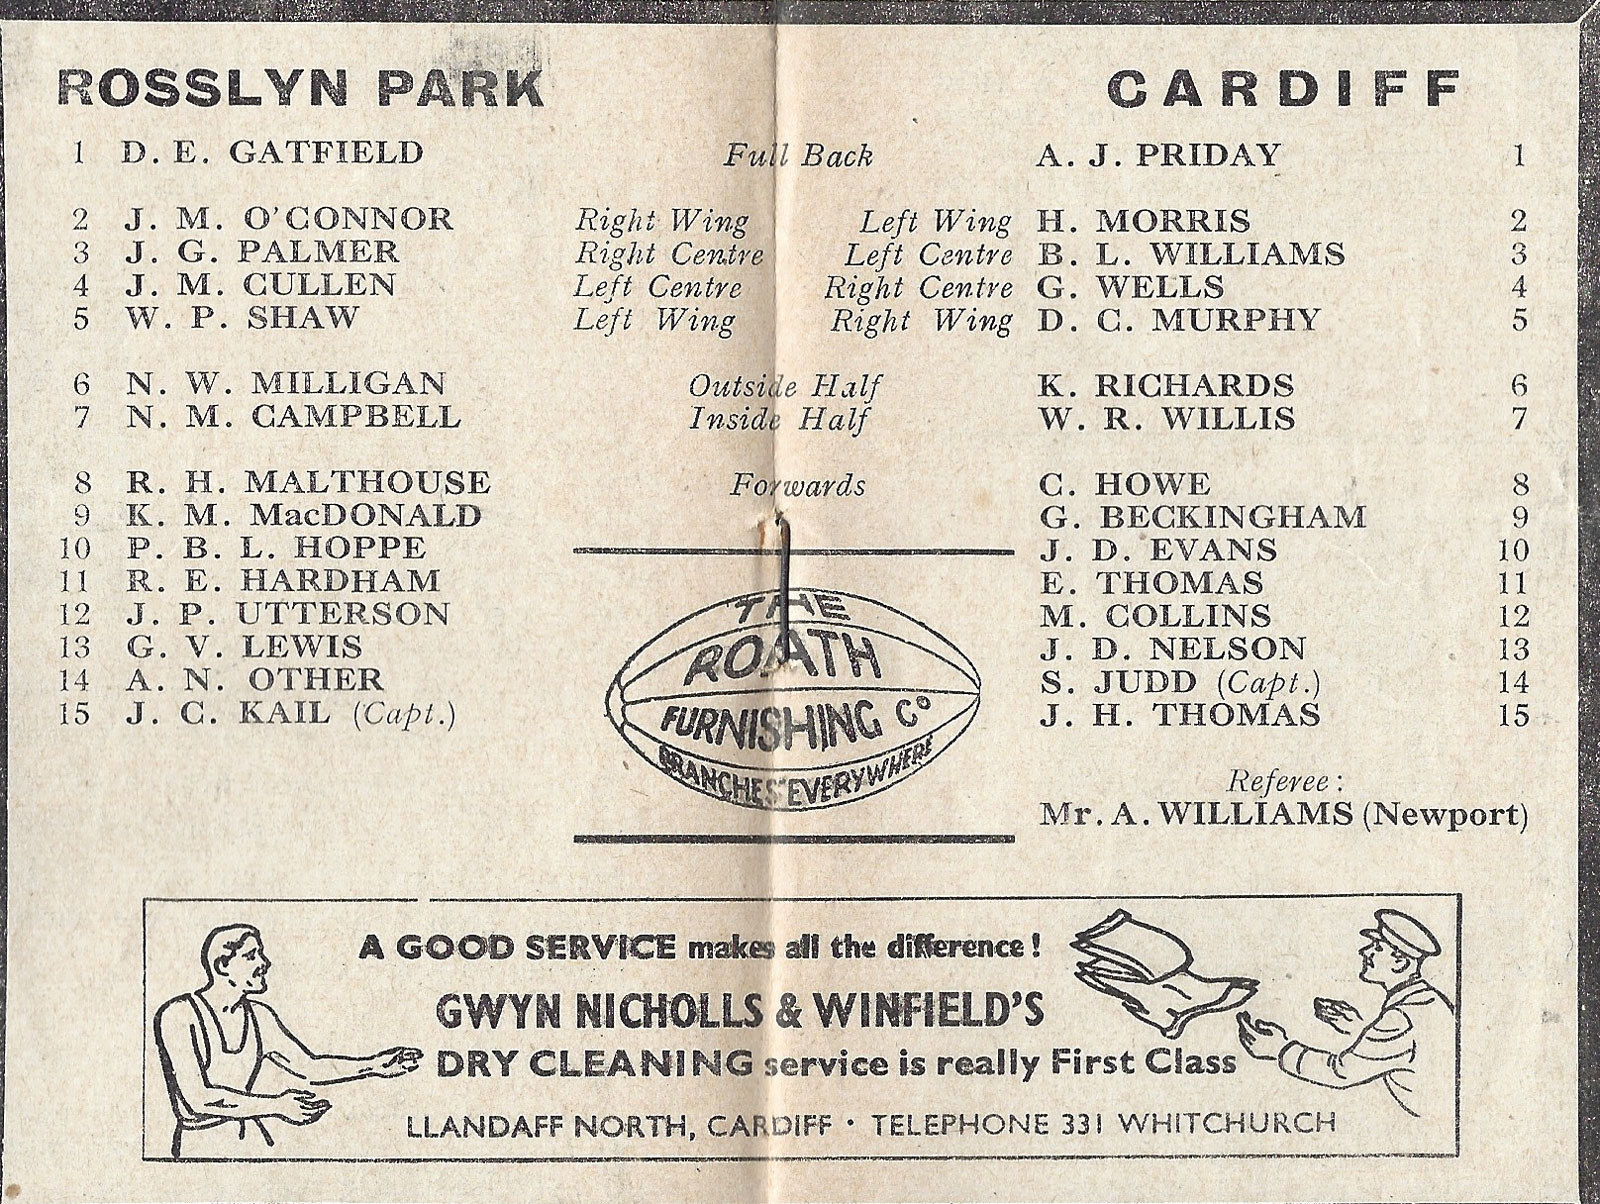 ROSSLYN PARK CARDIFF
1 D. E. GATFIELD Full Back A. J. PRIDAY 1
2 J. M. O'CONNOR Right Wing Left Wing H. MORRIS 2
3 J. G. PALMER Right Centre Left Centre B. L. WILLIAMS 3
4 J. M. CULLEN Left Centre Right Centre G. WELLS 4
5 W. P. SHAW Left Wing Right Wing D. C. MURPHY 5
6 N. W. MILLIGAN Outside Half K. RICHARDS 6
7 N. M. CAMPBELL Inside Half W. R. WILLIS 7
8 R. H. MALTHOUSE Forwards C. HOWE 8
9 K. M. MacDONALD G. BECKINGHAM 9
10 P. B. L. HOPPE J. D. EVANS 10
11 R. E. HARDHAM E. THOMAS 11
12 J. P. UTTERSON M. COLLINS 12
13 G. V. LEWIS J. D. NELSON 13
14 A. N. OTHER S. JUDD (Capt.) 14
15 J. C. KAIL (Capt.) J. H. THOMAS 15
THE
ROATH
FURNISHING Co
BRANCHES EVERYWHERE
Referee:
Mr. A. WILLIAMS (Newport)
A GOOD SERVICE makes all the difference!
GWYN NICHOLLS & WINFIELD'S
DRY CLEANING service is really First Class
LLANDAFF NORTH, CARDIFF · TELEPHONE 331 WHITCHURCH